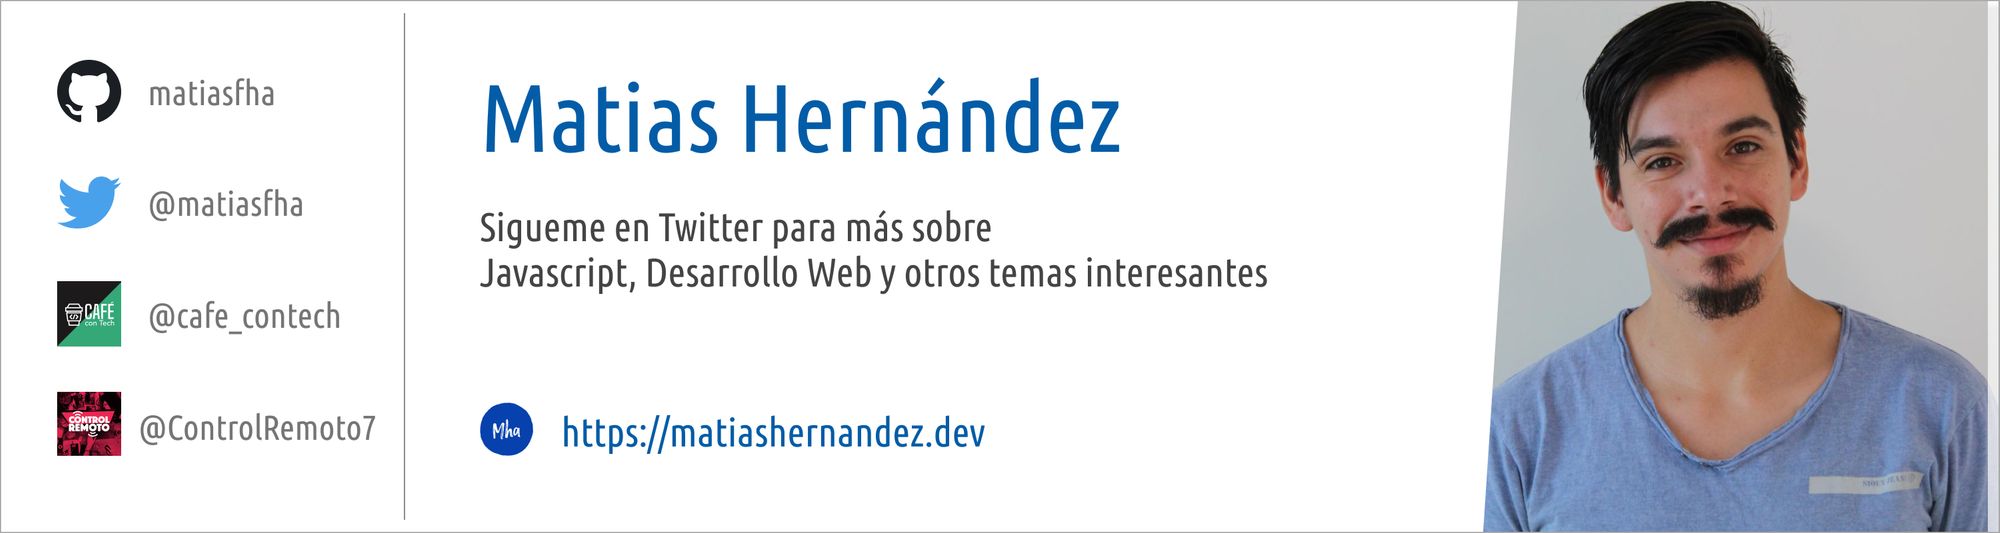 matiasfha
@matiasfha
CAFÉ
con Tech
@cafe_contech
CONTROL
REMOTO
@ControlRemoto7
Matias Hernández
Sigueme en Twitter para más sobre
Javascript, Desarrollo Web y otros temas interesantes
Mha
https://matiashernandez.dev